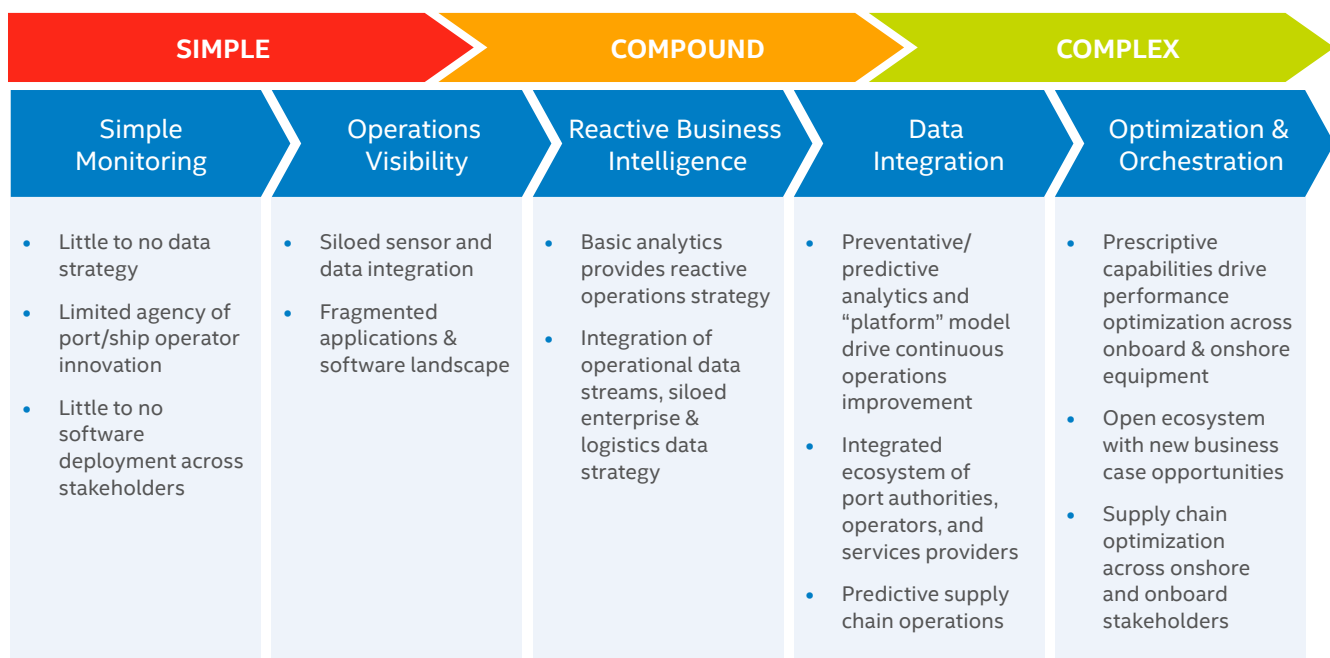 SIMPLE
COMPOUND
COMPLEX
Simple
Monitoring
Operations
Visibility
Reactive Business
Intelligence
Data
Integration
Optimization &
Orchestration
• Little to no data
strategy
• Limited agency of
port/ship operator
innovation
• Little to no
software
deployment across
stakeholders
• Siloed sensor and
data integration
• Fragmented
applications &
software landscape
• Basic analytics
provides reactive
operations strategy
• Integration of
operational data
streams, siloed
enterprise &
logistics data
strategy
• Preventative/
predictive
analytics and
“platform” model
drive continuous
operations
improvement
• Integrated
ecosystem of
port authorities,
operators, and
services providers
• Predictive supply
chain operations
• Prescriptive
capabilities drive
performance
optimization across
onboard & onshore
equipment
• Open ecosystem
with new business
case opportunities
• Supply chain
optimization
across onshore
and onboard
stakeholders